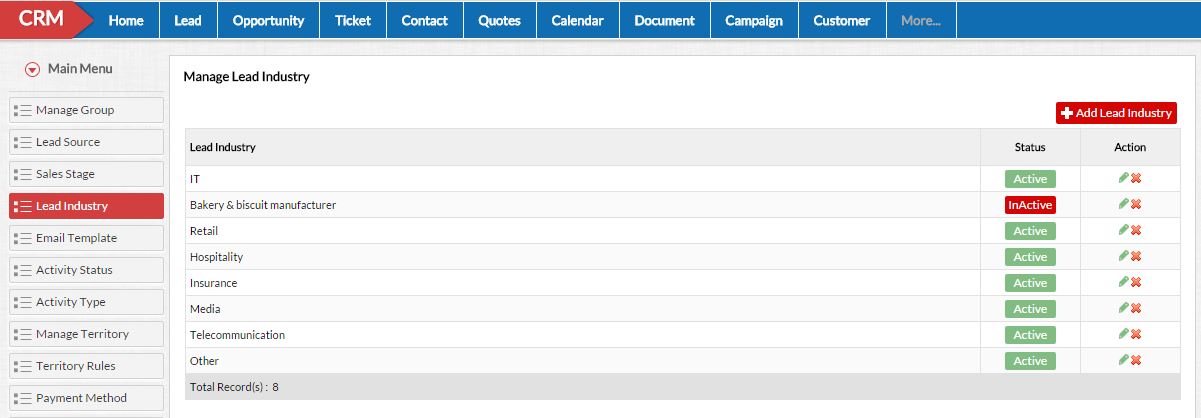 CRM Home Lead Opportunity Ticket Contact Quotes Calendar Document Campaign Customer More...
Main Menu
Manage Group
Lead Source
Sales Stage
Lead Industry
Email Template
Activity Status
Activity Type
Manage Territory
Territory Rules
Payment Method
Manage Lead Industry
Add Lead Industry
Lead Industry Status Action
IT Active
Bakery & biscuit manufacturer InActive
Retail Active
Hospitality Active
Insurance Active
Media Active
Telecommunication Active
Other Active
Total Record(s) : 8